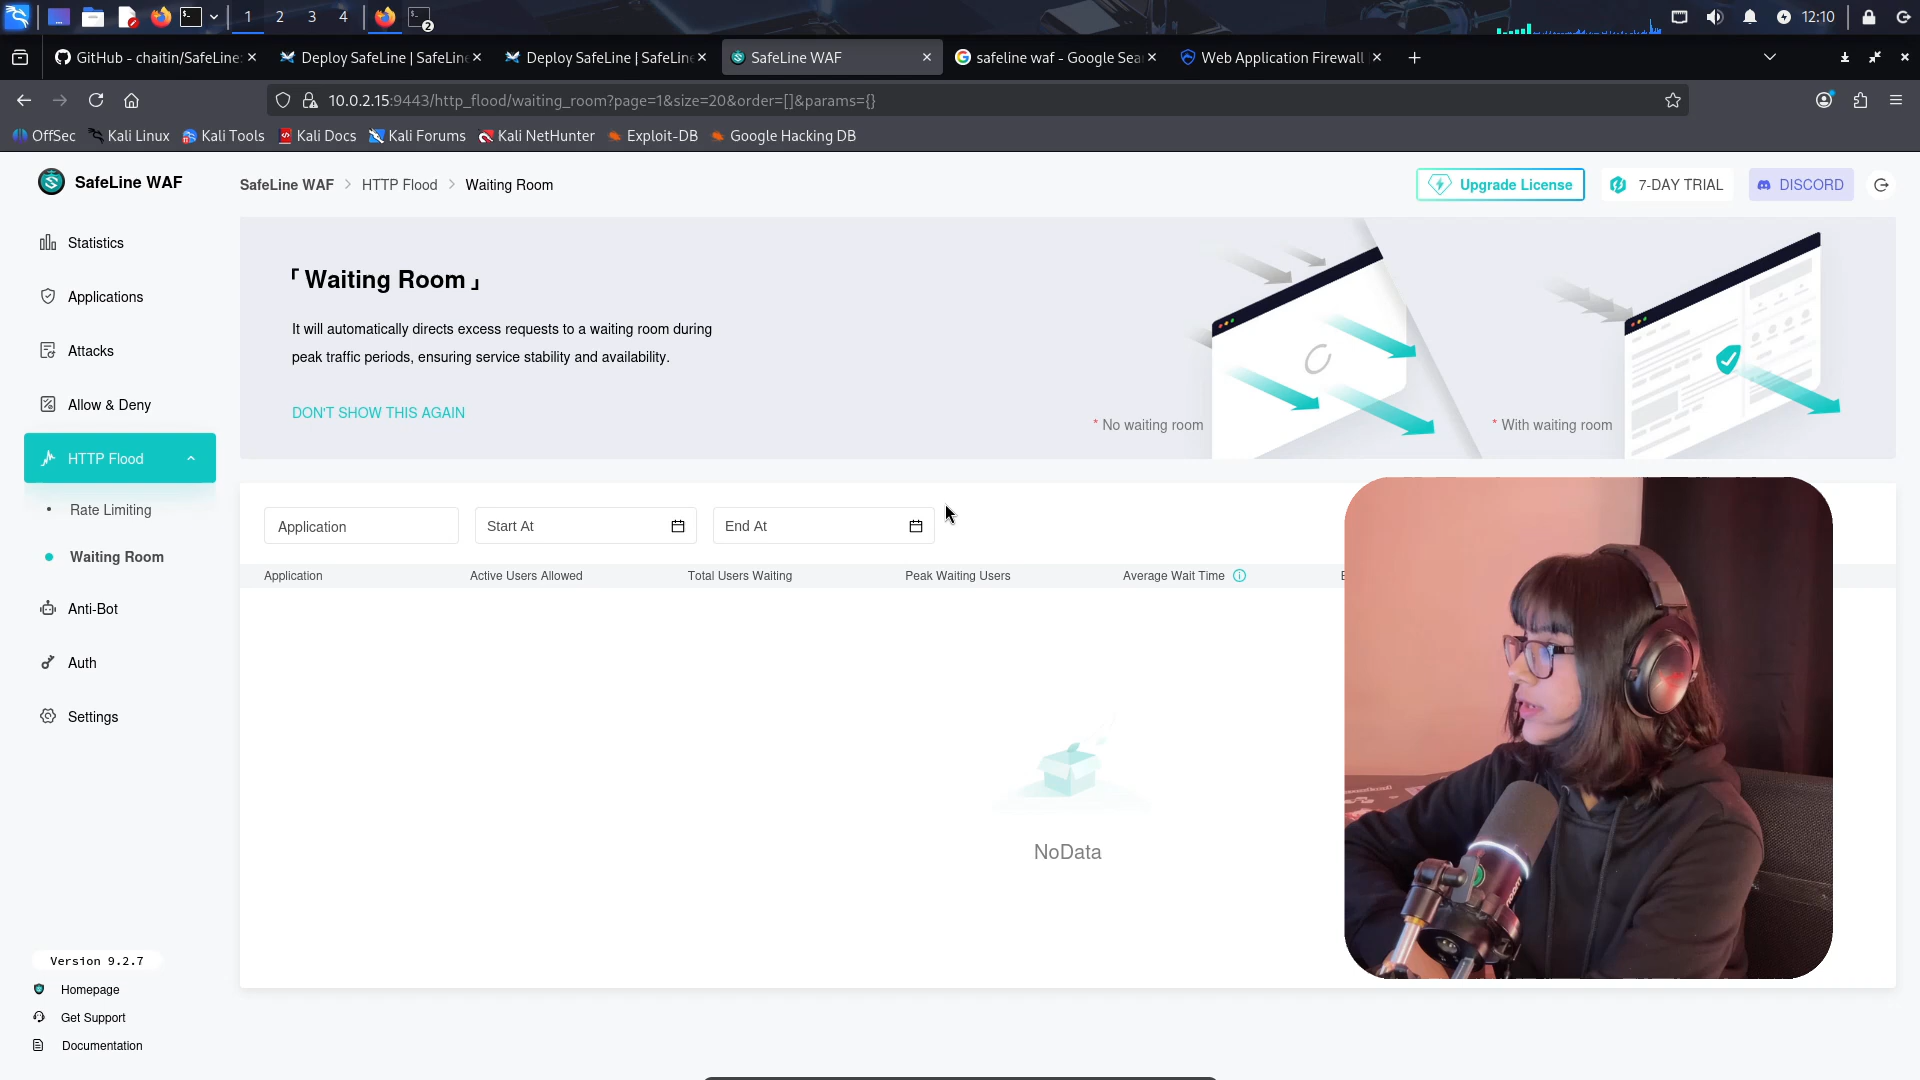 1
2
3
4
2
12:10
GitHub - chaitin/SafeLine:
Deploy SafeLine | SafeLine
Deploy SafeLine | SafeLine
SafeLine WAF
safeline waf - Google Sea
Web Application Firewall
10.0.2.15:9443/http_flood/waiting_room?page=1&size=20&order=[]&params={}
OffSec
Kali Linux
Kali Tools
Kali Docs
Kali Forums
Kali NetHunter
Exploit-DB
Google Hacking DB
SafeLine WAF
SafeLine WAF > HTTP Flood > Waiting Room
Upgrade License
7-DAY TRIAL
DISCORD
Statistics
Applications
Attacks
Allow & Deny
HTTP Flood
Rate Limiting
Waiting Room
Anti-Bot
Auth
Settings
「Waiting Room」
It will automatically directs excess requests to a waiting room during
peak traffic periods, ensuring service stability and availability.
DON'T SHOW THIS AGAIN
* No waiting room
* With waiting room
Application
Start At
End At
Application
Active Users Allowed
Total Users Waiting
Peak Waiting Users
Average Wait Time
NoData
Version 9.2.7
Homepage
Get Support
Documentation